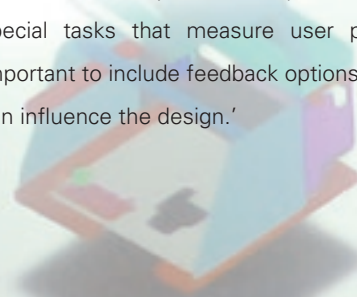 pecial tasks that measure user p
mportant to include feedback options
n influence the design.’